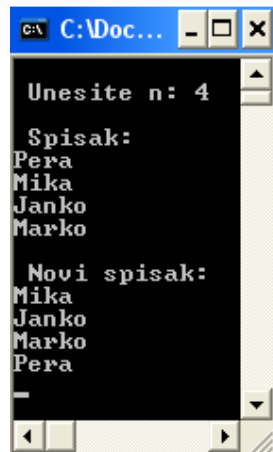 C:\Doc...
Unesite n: 4
Spisak:
Pera
Mika
Janko
Marko
Novi spisak:
Mika
Janko
Marko
Pera